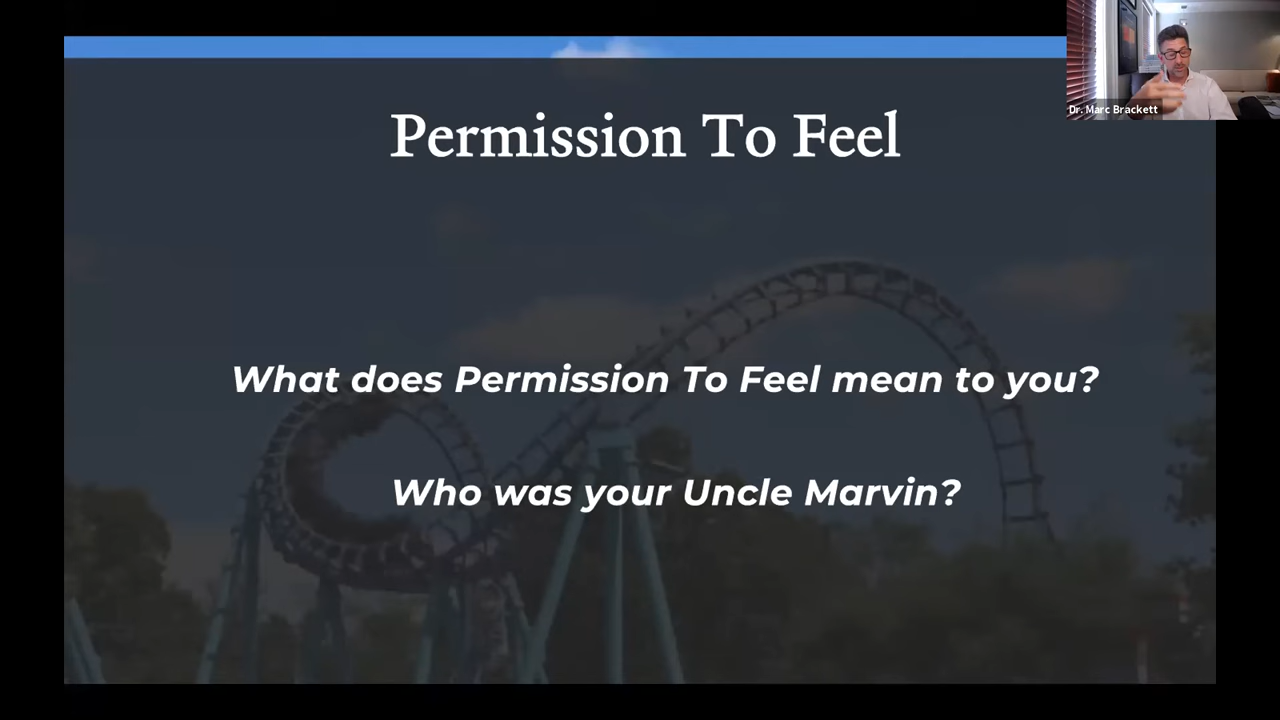 Permission To Feel
Dr. Marc Brackett
What does Permission To Feel mean to you?
Who was your Uncle Marvin?